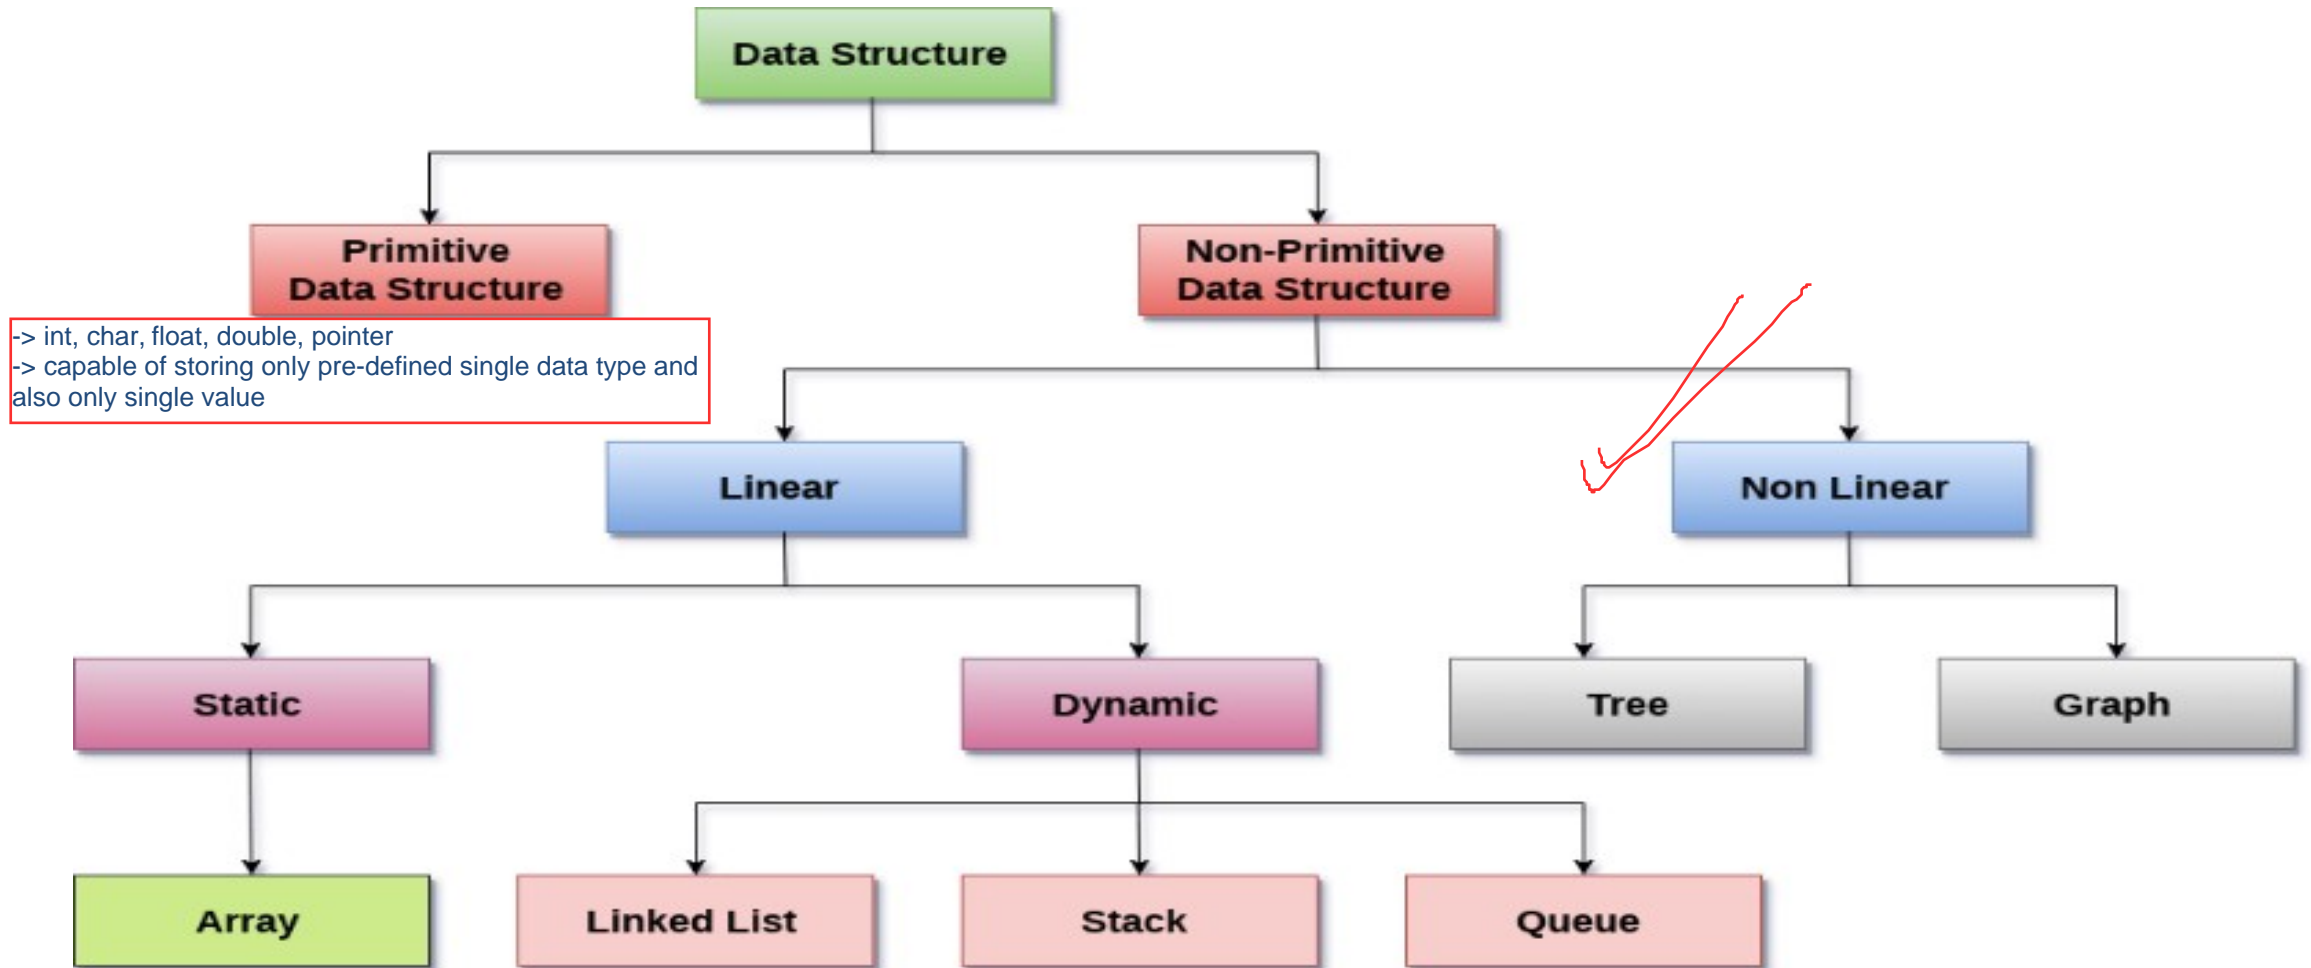 Data Structure
Primitive
Data Structure
Non-Primitive
Data Structure
-> int, char, float, double, pointer
-> capable of storing only pre-defined single data type and
also only single value
Linear
Non Linear
Static
Dynamic
Tree
Graph
Array
Linked List
Stack
Queue